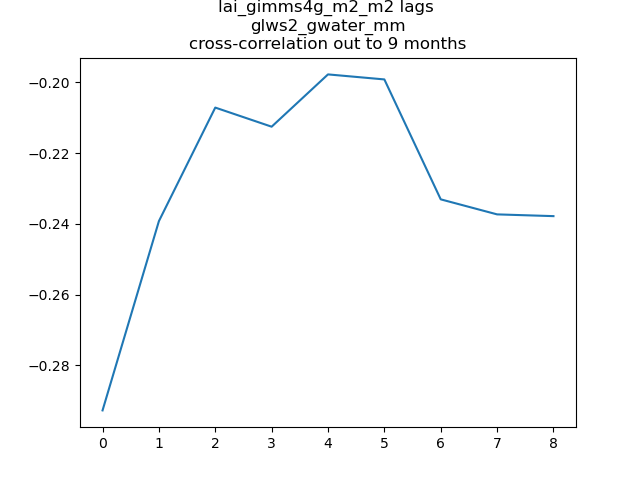 lai_gimms4g_m2_m2 lags
glws2_gwater_mm
cross-correlation out to 9 months
−0.20
−0.22
−0.24
−0.26
−0.28
0 1 2 3 4 5 6 7 8